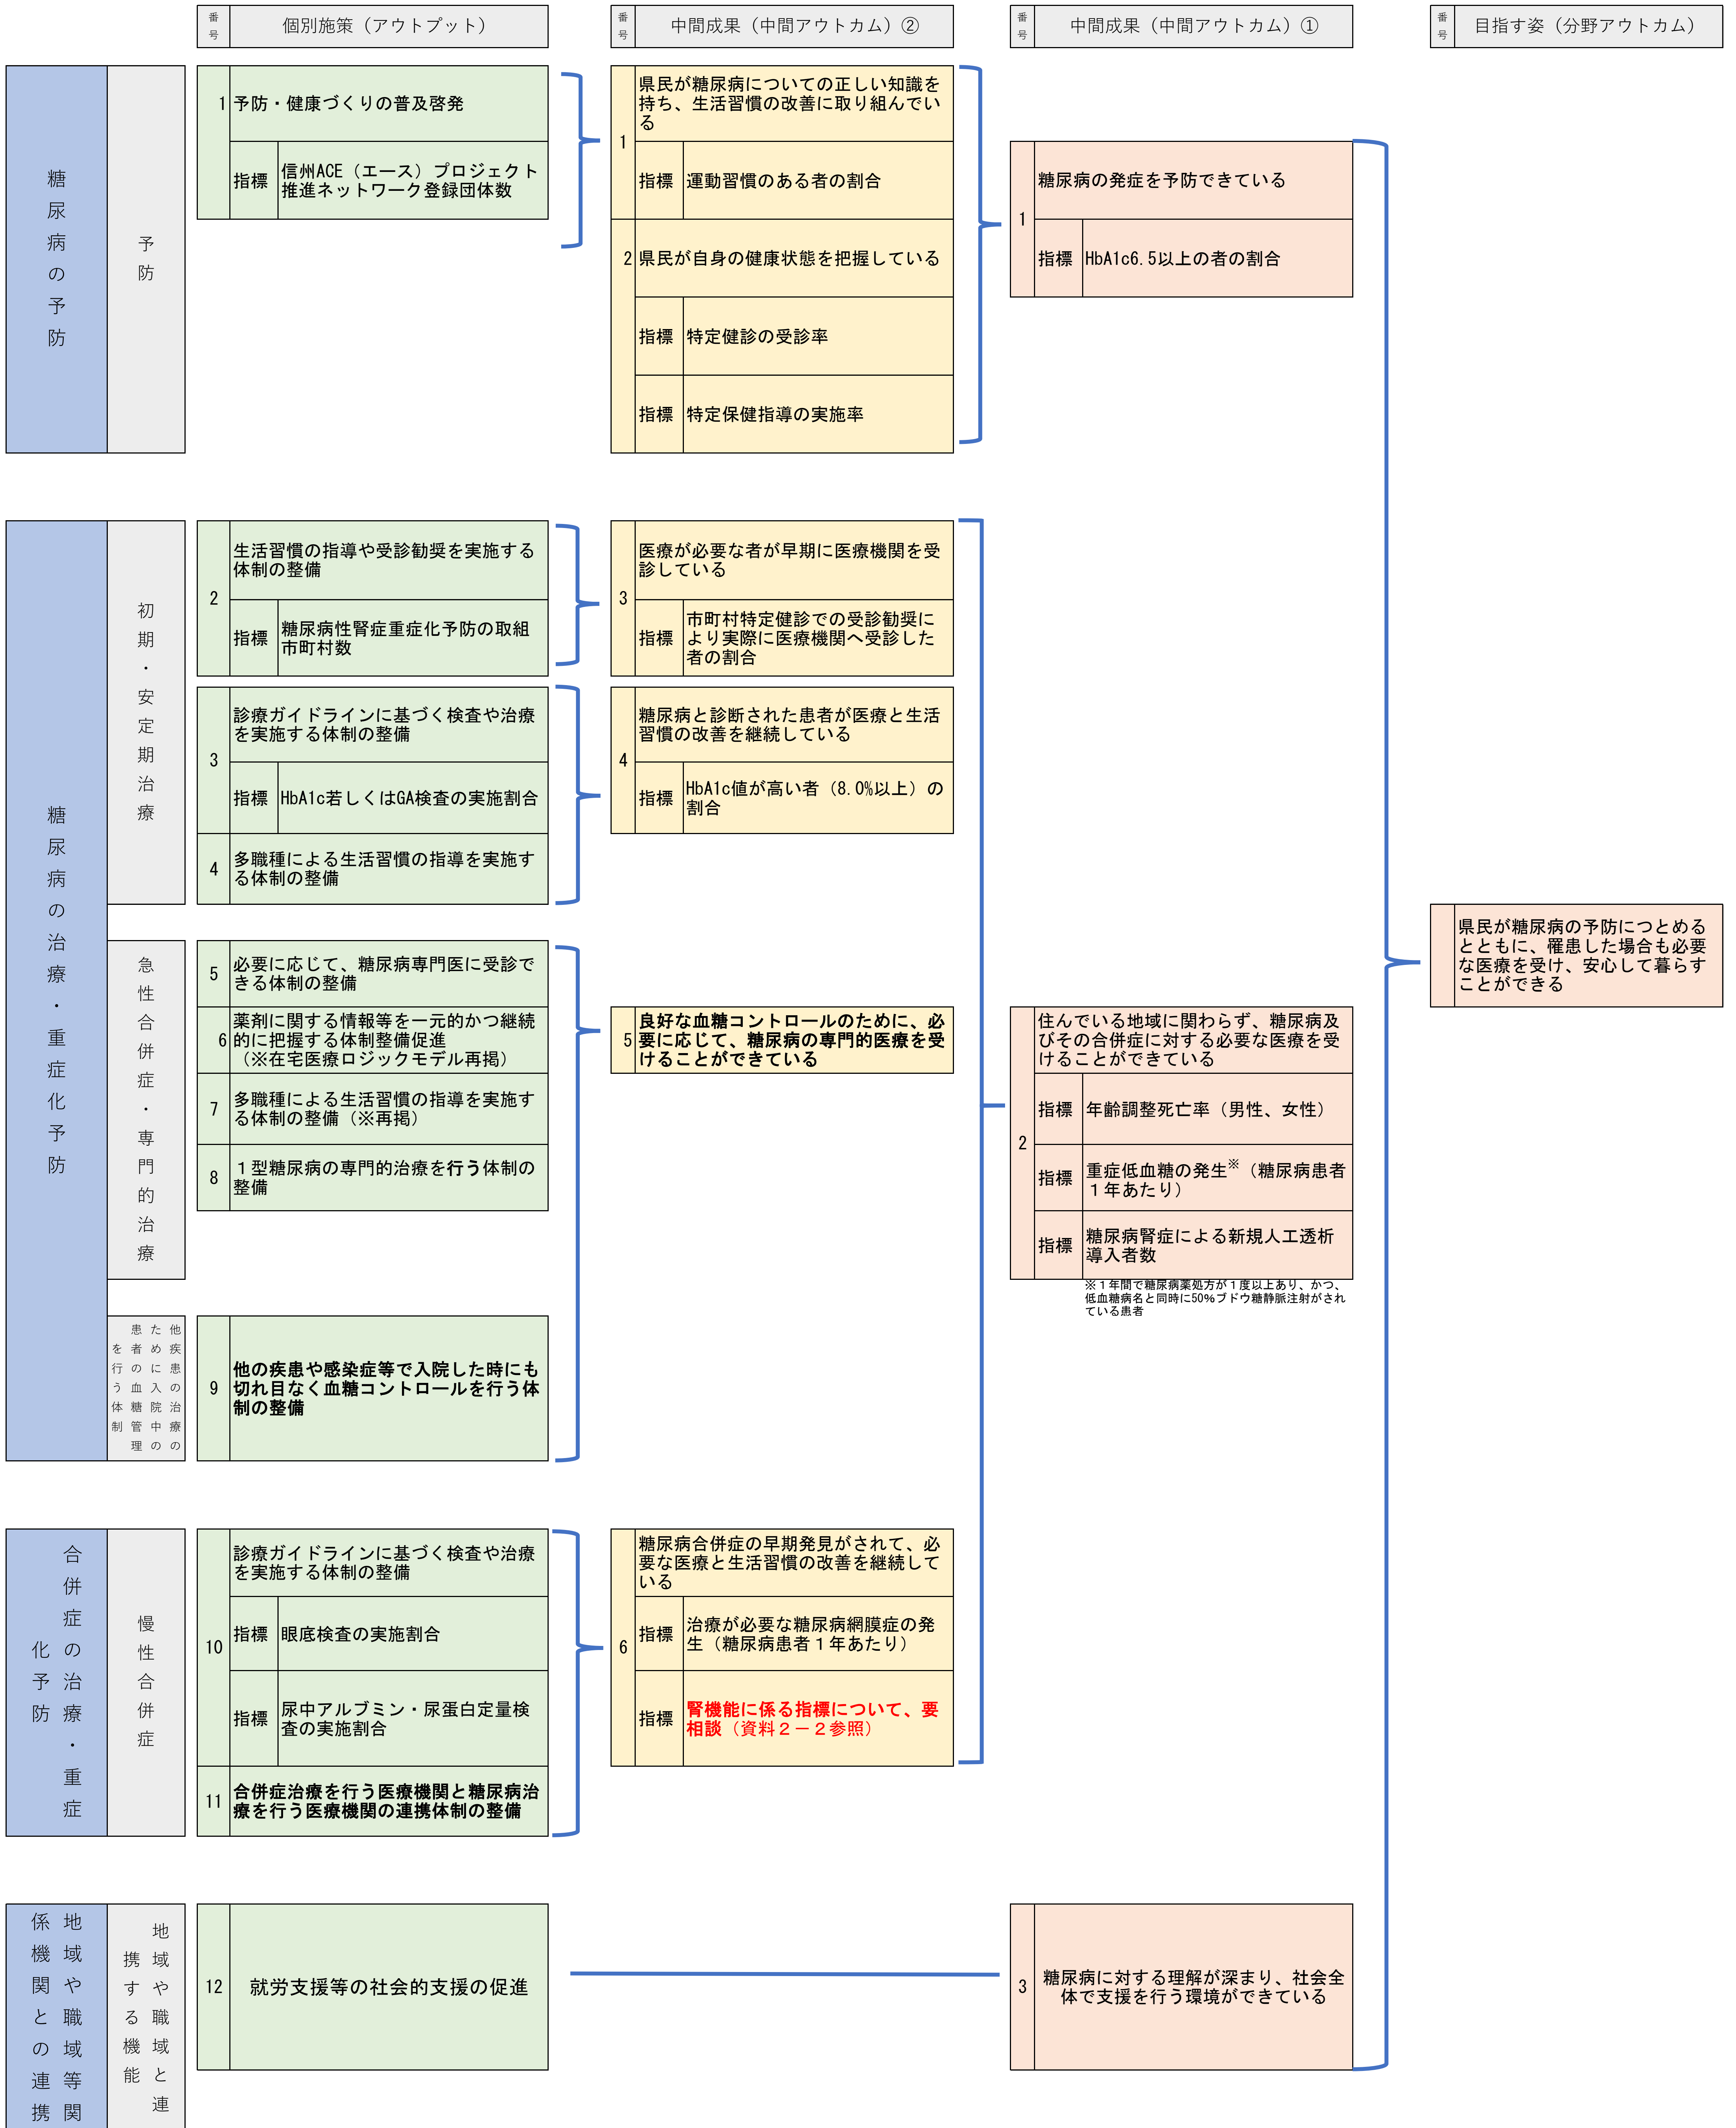 番号
個別施策（アウトプット）
番号
中間成果（中間アウトカム）②
番号
中間成果（中間アウトカム）①
番号
目指す姿（分野アウトカム）
糖尿病の予防
予防
1
予防・健康づくりの普及啓発
指標
信州ACE（エース）プロジェクト
推進ネットワーク登録団体数
1
県民が糖尿病についての正しい知識を
持ち、生活習慣の改善に取り組んでい
る
指標
運動習慣のある者の割合
2
県民が自身の健康状態を把握している
指標
特定健診の受診率
指標
特定保健指導の実施率
1
糖尿病の発症を予防できている
指標
HbA1c6.5以上の者の割合
糖尿病の治療・重症化予防
初期・安定期治療
2
生活習慣の指導や受診勧奨を実施する
体制の整備
指標
糖尿病性腎症重症化予防の取組
市町村数
3
医療が必要な者が早期に医療機関を受
診している
指標
市町村特定健診での受診勧奨に
より実際に医療機関へ受診した
者の割合
3
診療ガイドラインに基づく検査や治療
を実施する体制の整備
指標
HbA1c若しくはGA検査の実施割合
4
多職種による生活習慣の指導を実施す
る体制の整備
4
糖尿病と診断された患者が医療と生活
習慣の改善を継続している
指標
HbA1c値が高い者（8.0%以上）の
割合
急性合併症・専門的治療
5
必要に応じて、糖尿病専門医に受診で
きる体制の整備
6
薬剤に関する情報等を一元的かつ継続
的に把握する体制整備促進
（※在宅医療ロジックモデル再掲）
7
多職種による生活習慣の指導を実施す
る体制の整備（※再掲）
8
１型糖尿病の専門的治療を行う体制の
整備
5
良好な血糖コントロールのために、必
要に応じて、糖尿病の専門的医療を受
けることができている
2
住んでいる地域に関わらず、糖尿病及
びその合併症に対する必要な医療を受
けることができている
指標
年齢調整死亡率（男性、女性）
指標
重症低血糖の発生※（糖尿病患者
１年あたり）
指標
糖尿病腎症による新規人工透析
導入者数
※１年間で糖尿病薬処方が１度以上あり、かつ、
低血糖病名と同時に50%ブドウ糖静脈注射がされ
ている患者
県民が糖尿病の予防につとめる
とともに、罹患した場合も必要
な医療を受け、安心して暮らす
ことができる
他疾患の治療の
ために入院中の
患者の血糖管理
を行う体制
9
他の疾患や感染症等で入院した時にも
切れ目なく血糖コントロールを行う体
制の整備
合併症の治療・重症
化予防
慢性合併症
10
診療ガイドラインに基づく検査や治療
を実施する体制の整備
指標
眼底検査の実施割合
指標
尿中アルブミン・尿蛋白定量検
査の実施割合
11
合併症治療を行う医療機関と糖尿病治
療を行う医療機関の連携体制の整備
6
糖尿病合併症の早期発見がされて、必
要な医療と生活習慣の改善を継続して
いる
指標
治療が必要な糖尿病網膜症の発
生（糖尿病患者１年あたり）
指標
腎機能に係る指標について、要
相談（資料２－２参照）
地域や職域等関
係機関との連携
地域や職域と連
携する機能
12
就労支援等の社会的支援の促進
3
糖尿病に対する理解が深まり、社会全
体で支援を行う環境ができている